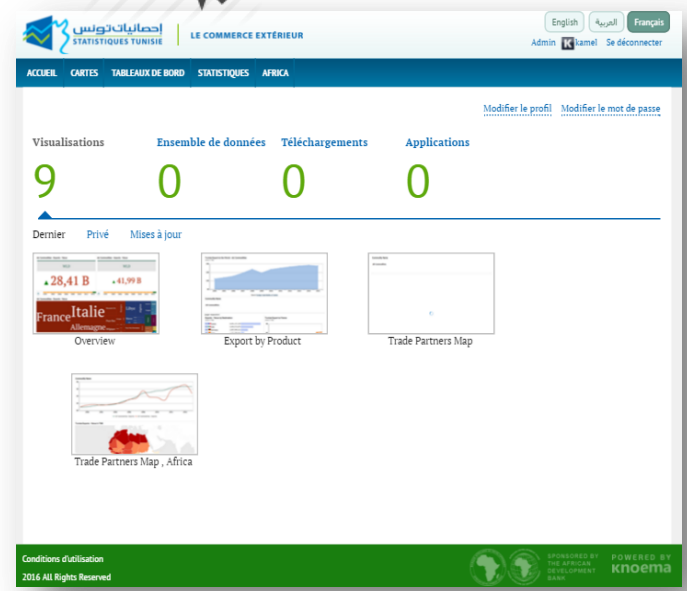 English العربية Français
إحصائيات تونس
STATISTIQUES TUNISIE
LE COMMERCE EXTÉRIEUR
Admin kamel Se déconnecter
ACCUEIL CARTES TABLEAUX DE BORD STATISTIQUES AFRICA
Modifier le profil Modifier le mot de passe
Visualisations Ensemble de données Téléchargements Applications
9 0 0 0
Dernier Privé Mises à jour
28,41 B 41,99 B
France Italie
Allemagne
Overview Export by Product Trade Partners Map
Trade Partners Map , Africa
Conditions d'utilisation
2016 All Rights Reserved
SPONSORED BY
THE AFRICAN
DEVELOPMENT
BANK
POWERED BY
knoema